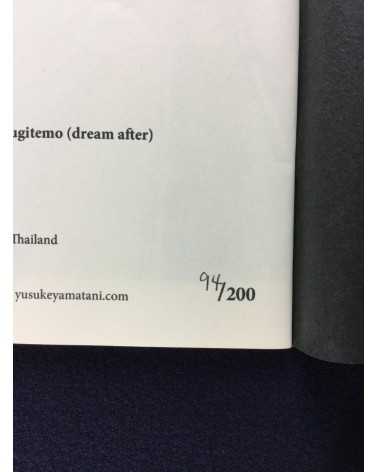 ugitemo (dream after)
Thailand
yusukeyamatani.com
94/200